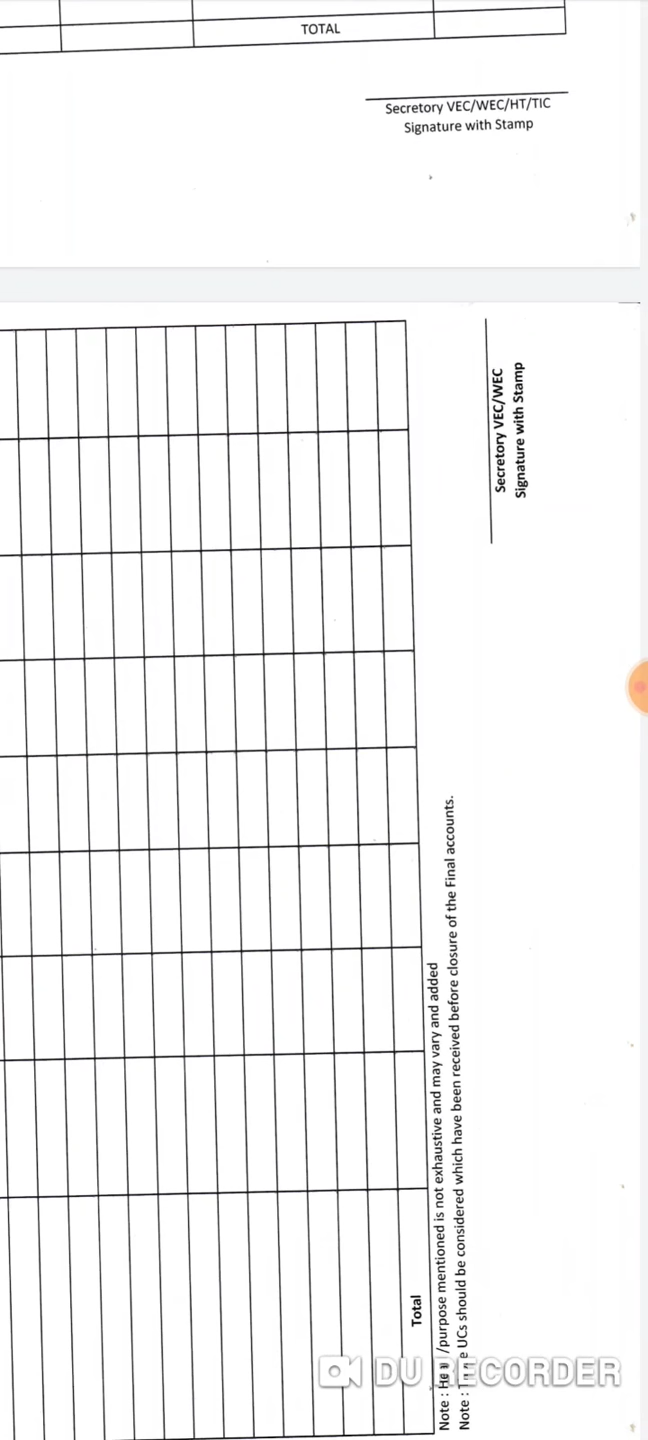 TOTAL
Secretory VEC/WEC/HT/TIC
Signature with Stamp
Secretory VEC/WEC
Signature with Stamp
Total
Note : /purpose mentioned is not exhaustive and may vary and added
Note : UCs should be considered which have been received before closure of the Final accounts.
DU RECORDER